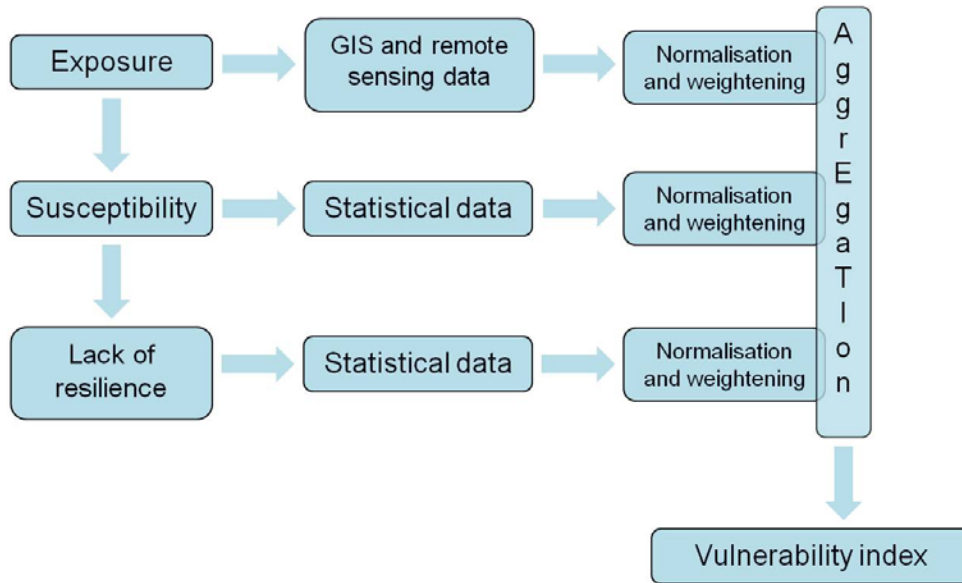 Exposure
GIS and remote
sensing data
Normalisation
and weightening
Susceptibility
Statistical data
Normalisation
and weightening
Lack of
resilience
Statistical data
Normalisation
and weightening
A
g
g
r
E
g
a
T
I
o
n
Vulnerability index